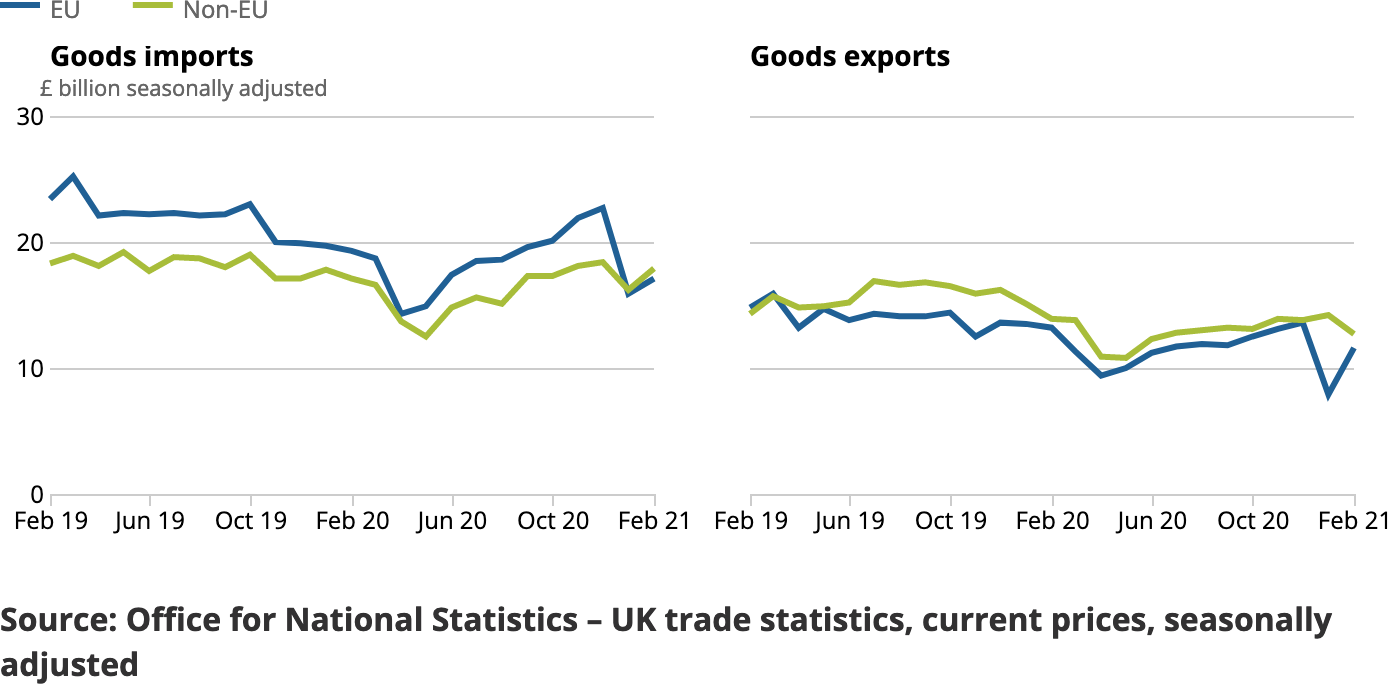 EU Non-EU
Goods imports Goods exports
£ billion seasonally adjusted
30
20
10
0
Feb 19 Jun 19 Oct 19 Feb 20 Jun 20 Oct 20 Feb 21 Feb 19 Jun 19 Oct 19 Feb 20 Jun 20 Oct 20 Feb 21
Source: Office for National Statistics – UK trade statistics, current prices, seasonally
adjusted